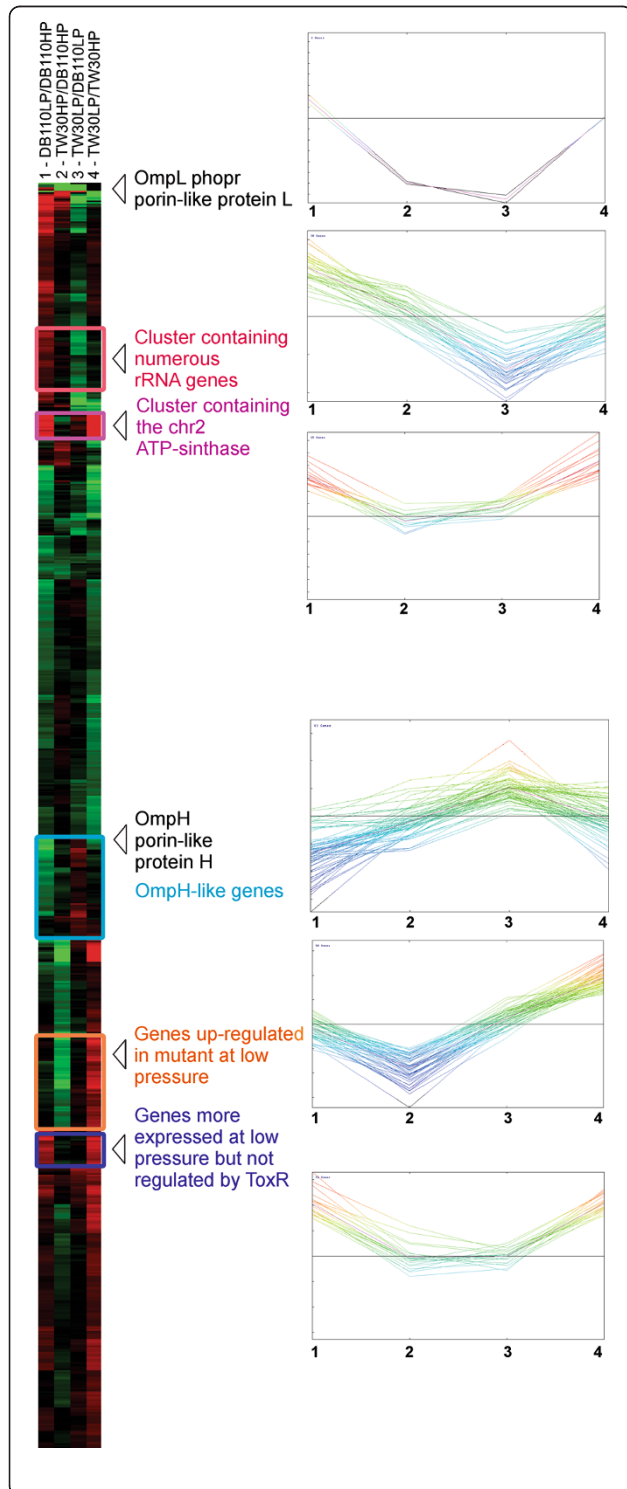 1 - DB110LP/DB110HP
2 - TW30HP/DB110HP
3 - TW30LP/DB110LP
4 - TW30LP/TW30HP
OmpL phopr
porin-like protein L
1 2 3 4
Cluster containing
numerous
rRNA genes
1 2 3 4
Cluster containing
the chr2
ATP-sinthase
1 2 3 4
OmpH
porin-like
protein H
OmpH-like genes
1 2 3 4
Genes up-regulated
in mutant at low
pressure
1 2 3 4
Genes more
expressed at low
pressure but not
regulated by ToxR
1 2 3 4